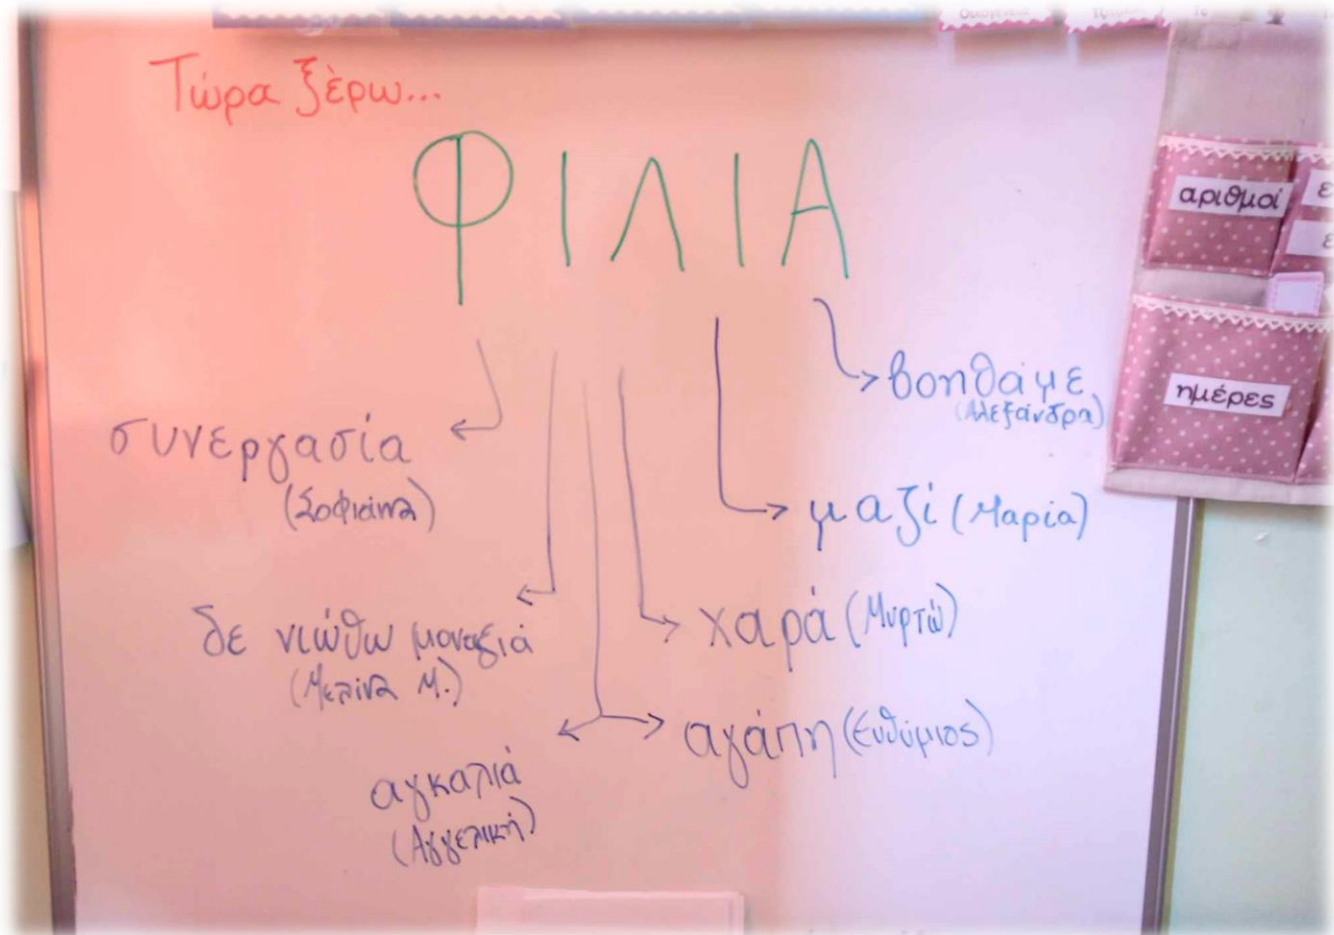 Τώρα ξέρω...
ΦΙΛΙΑ
αριθμοί
ημέρες
βοηθάμε
(Αλεξάνδρα)
συνεργασία
(Σοφιάννα)
μαζί (Μαρία)
δε νιώθω μοναξιά
(Μελίνα Μ.)
χαρά (Μυρτώ)
αγάπη (Ευθύμιος)
αγκαλιά
(Αγγελική)